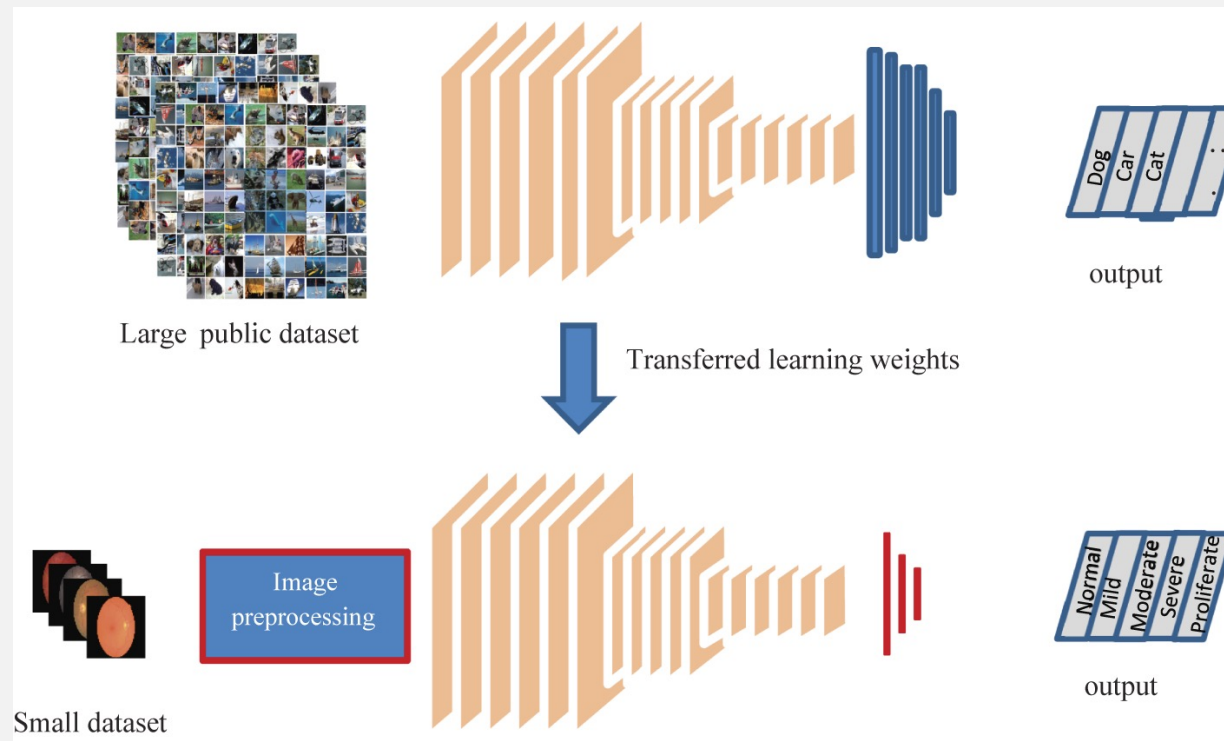 Dog
Car
Cat
. :
output
Large public dataset
Transferred learning weights
Image
preprocessing
Normal
Mild
Moderate
Severe
Proliferate
output
Small dataset